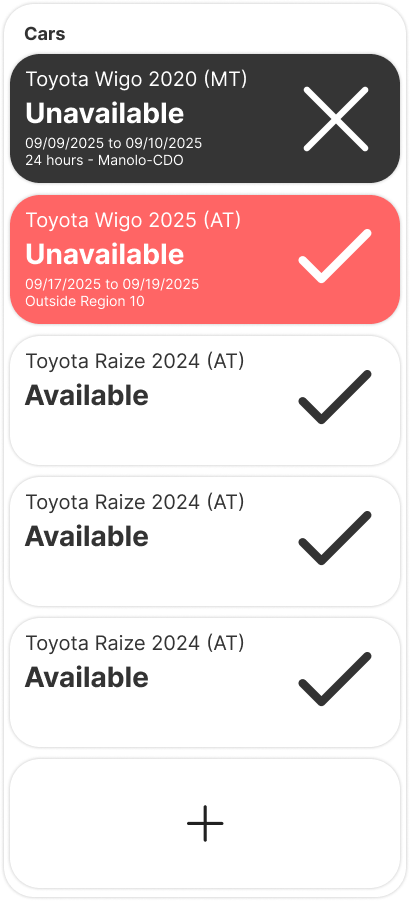 Cars
Toyota Wigo 2020 (MT)
Unavailable
09/09/2025 to 09/10/2025
24 hours - Manolo-CDO
Toyota Wigo 2025 (AT)
Unavailable
09/17/2025 to 09/19/2025
Outside Region 10
Toyota Raize 2024 (AT)
Available
Toyota Raize 2024 (AT)
Available
Toyota Raize 2024 (AT)
Available